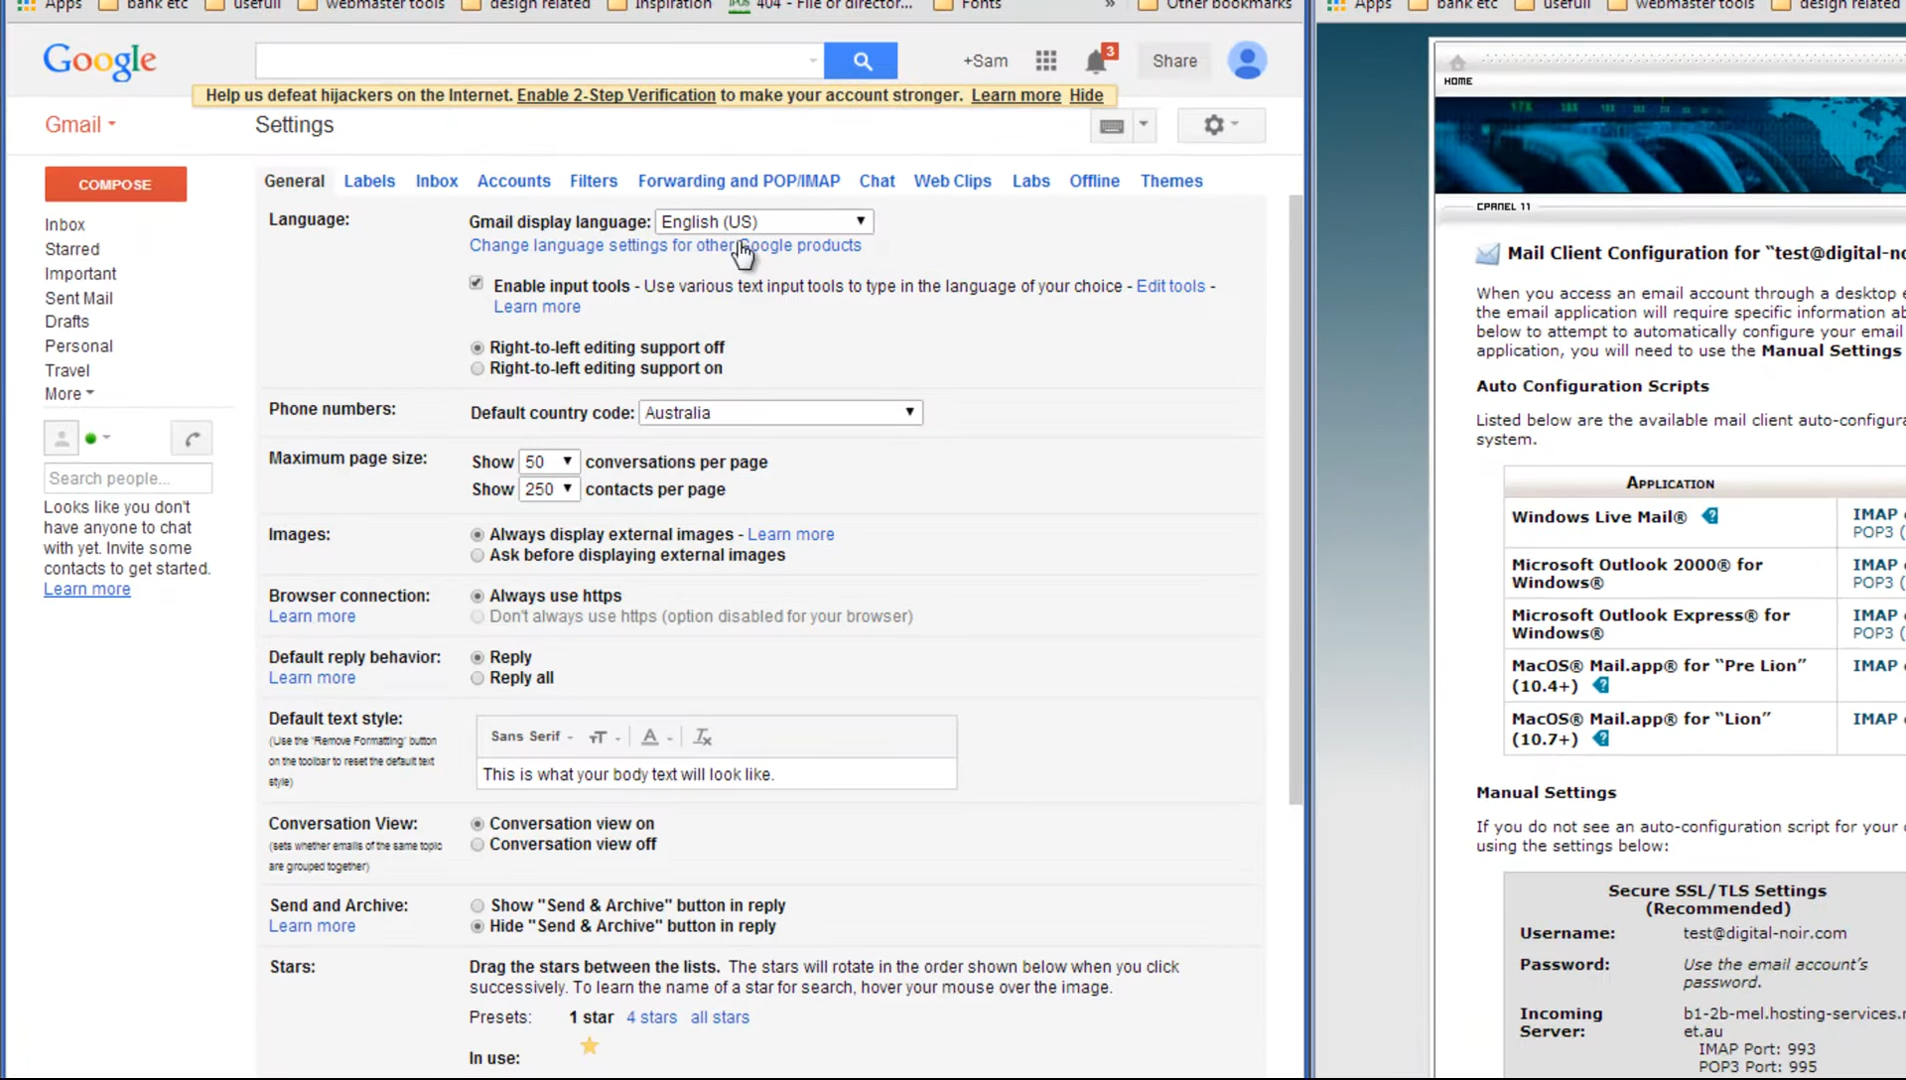 Apps bank etc usefull webmaster tools design related Inspiration 404 - File or director... Fonts » Other bookmarks
Google
+Sam 3 Share
Help us defeat hijackers on the Internet. Enable 2-Step Verification to make your account stronger. Learn more Hide
Gmail Settings
COMPOSE
Inbox
Starred
Important
Sent Mail
Drafts
Personal
Travel
More
Search people...
Looks like you don't
have anyone to chat
with yet. Invite some
contacts to get started.
Learn more
General Labels Inbox Accounts Filters Forwarding and POP/IMAP Chat Web Clips Labs Offline Themes
Language: Gmail display language: English (US)
Change language settings for other Google products
Enable input tools - Use various text input tools to type in the language of your choice - Edit tools -
Learn more
Right-to-left editing support off
Right-to-left editing support on
Phone numbers: Default country code: Australia
Maximum page size: Show 50 conversations per page
Show 250 contacts per page
Images: Always display external images - Learn more
Ask before displaying external images
Browser connection: Always use https
Learn more Don't always use https (option disabled for your browser)
Default reply behavior: Reply
Learn more Reply all
Default text style:
(Use the 'Remove Formatting' button
on the toolbar to reset the default text
style)
Sans Serif
This is what your body text will look like.
Conversation View: Conversation view on
(sets whether emails of the same topic Conversation view off
are grouped together)
Send and Archive: Show "Send & Archive" button in reply
Learn more Hide "Send & Archive" button in reply
Stars: Drag the stars between the lists. The stars will rotate in the order shown below when you click
successively. To learn the name of a star for search, hover your mouse over the image.
Presets: 1 star 4 stars all stars
In use:
Apps bank etc usefull webmaster tools design related
HOME
CPANEL 11
Mail Client Configuration for “test@digital-no
When you access an email account through a desktop
the email application will require specific information
below to attempt to automatically configure your email
application, you will need to use the Manual Settings
Auto Configuration Scripts
Listed below are the available mail client
system.
APPLICATION
Windows Live Mail® IMAP
POP3 (
Microsoft Outlook 2000® for IMAP
Windows® POP3 (
Microsoft Outlook Express® for IMAP
Windows® POP3 (
MacOS® Mail.app® for “Pre Lion” IMAP
(10.4+)
MacOS® Mail.app® for “Lion” IMAP
(10.7+)
Manual Settings
If you do not see an auto-configuration script for your
using the settings below:
Secure SSL/TLS Settings
(Recommended)
Username: test@digital-noir.com
Password: Use the email account’s
password.
Incoming b1-2b-mel.hosting-services.
Server: et.au
IMAP Port: 993
POP3 Port: 995